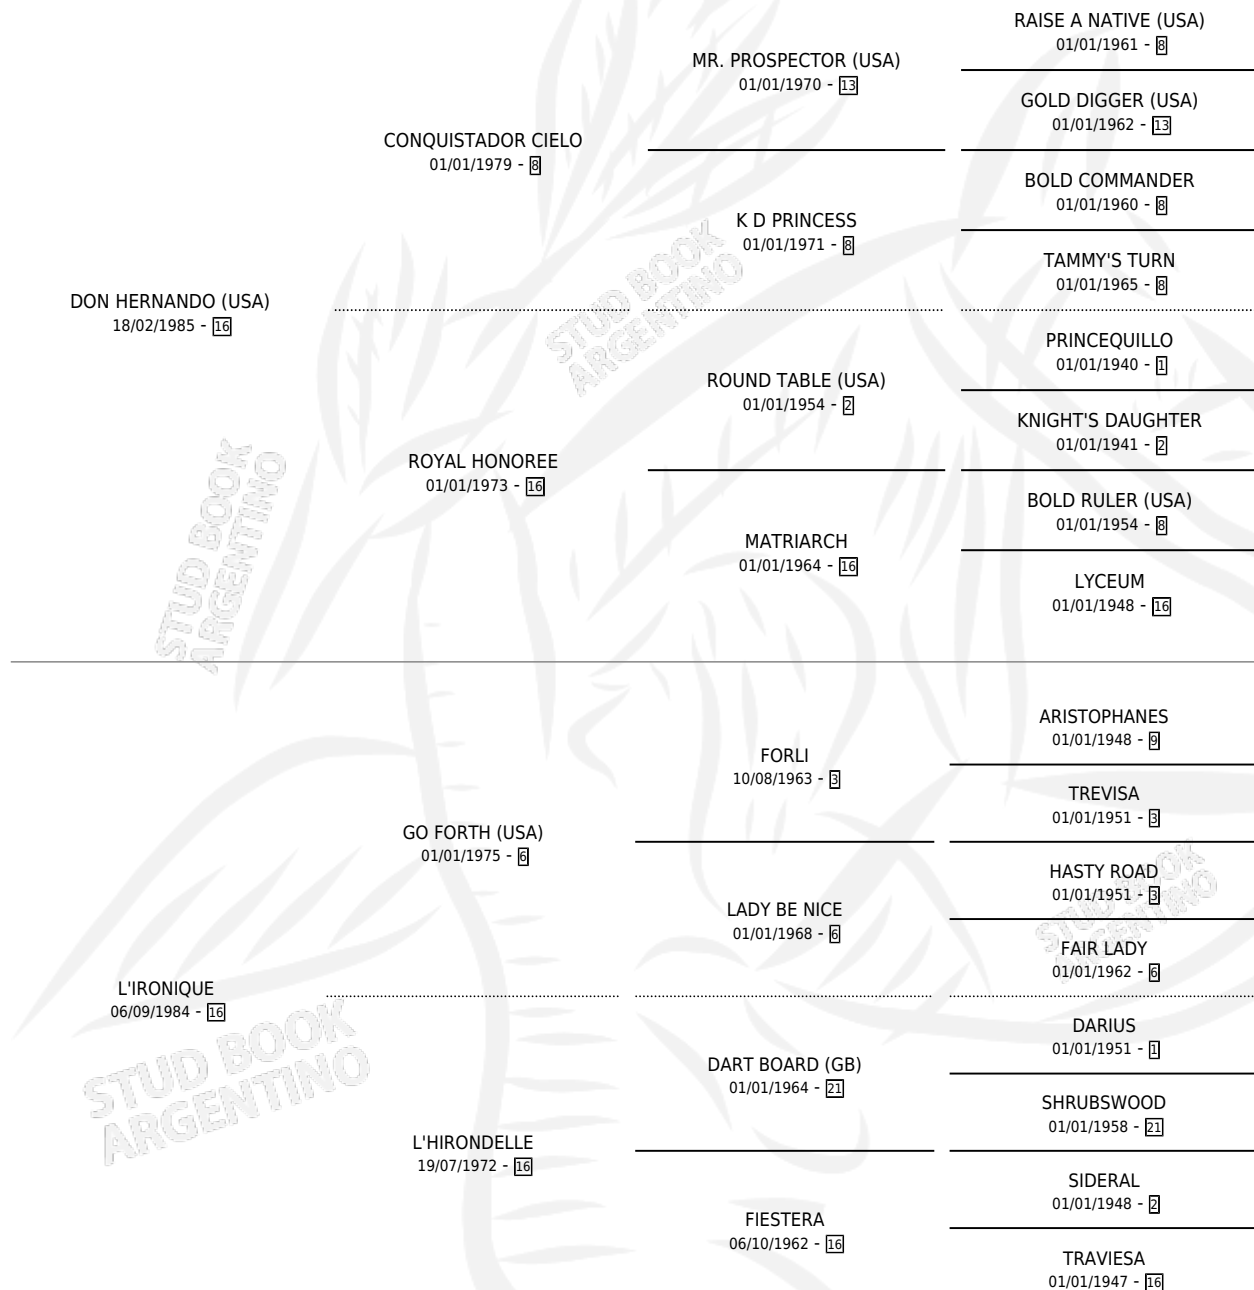 RAISE A NATIVE (USA)
01/01/1961 - 8
MR. PROSPECTOR (USA)
01/01/1970 - 13
GOLD DIGGER (USA)
01/01/1962 - 13
CONQUISTADOR CIELO
01/01/1979 - 8
BOLD COMMANDER
01/01/1960 - 8
K D PRINCESS
01/01/1971 - 8
TAMMY'S TURN
01/01/1965 - 8
DON HERNANDO (USA)
18/02/1985 - 16
STUD BOOK
ARGENTINO
PRINCEQUILLO
01/01/1940 - 1
ROUND TABLE (USA)
01/01/1954 - 2
KNIGHT'S DAUGHTER
01/01/1941 - 2
ROYAL HONOREE
01/01/1973 - 16
BOLD RULER (USA)
01/01/1954 - 8
MATRIARCH
01/01/1964 - 16
LYCEUM
01/01/1948 - 16
STUD BOOK
ARGENTINO
ARISTOPHANES
01/01/1948 - 9
FORLI
10/08/1963 - 3
TREVISA
01/01/1951 - 3
GO FORTH (USA)
01/01/1975 - 6
HASTY ROAD
01/01/1951 - 3
LADY BE NICE
01/01/1968 - 6
FAIR LADY
01/01/1962 - 6
STUD BOOK
ARGENTINO
L'IRONIQUE
06/09/1984 - 16
DARIUS
01/01/1951 - 1
DART BOARD (GB)
01/01/1964 - 21
SHRUBSWOOD
01/01/1958 - 21
STUD BOOK
ARGENTINO
L'HIRONDELLE
19/07/1972 - 16
SIDERAL
01/01/1948 - 2
FIESTERA
06/10/1962 - 16
TRAVIESA
01/01/1947 - 16